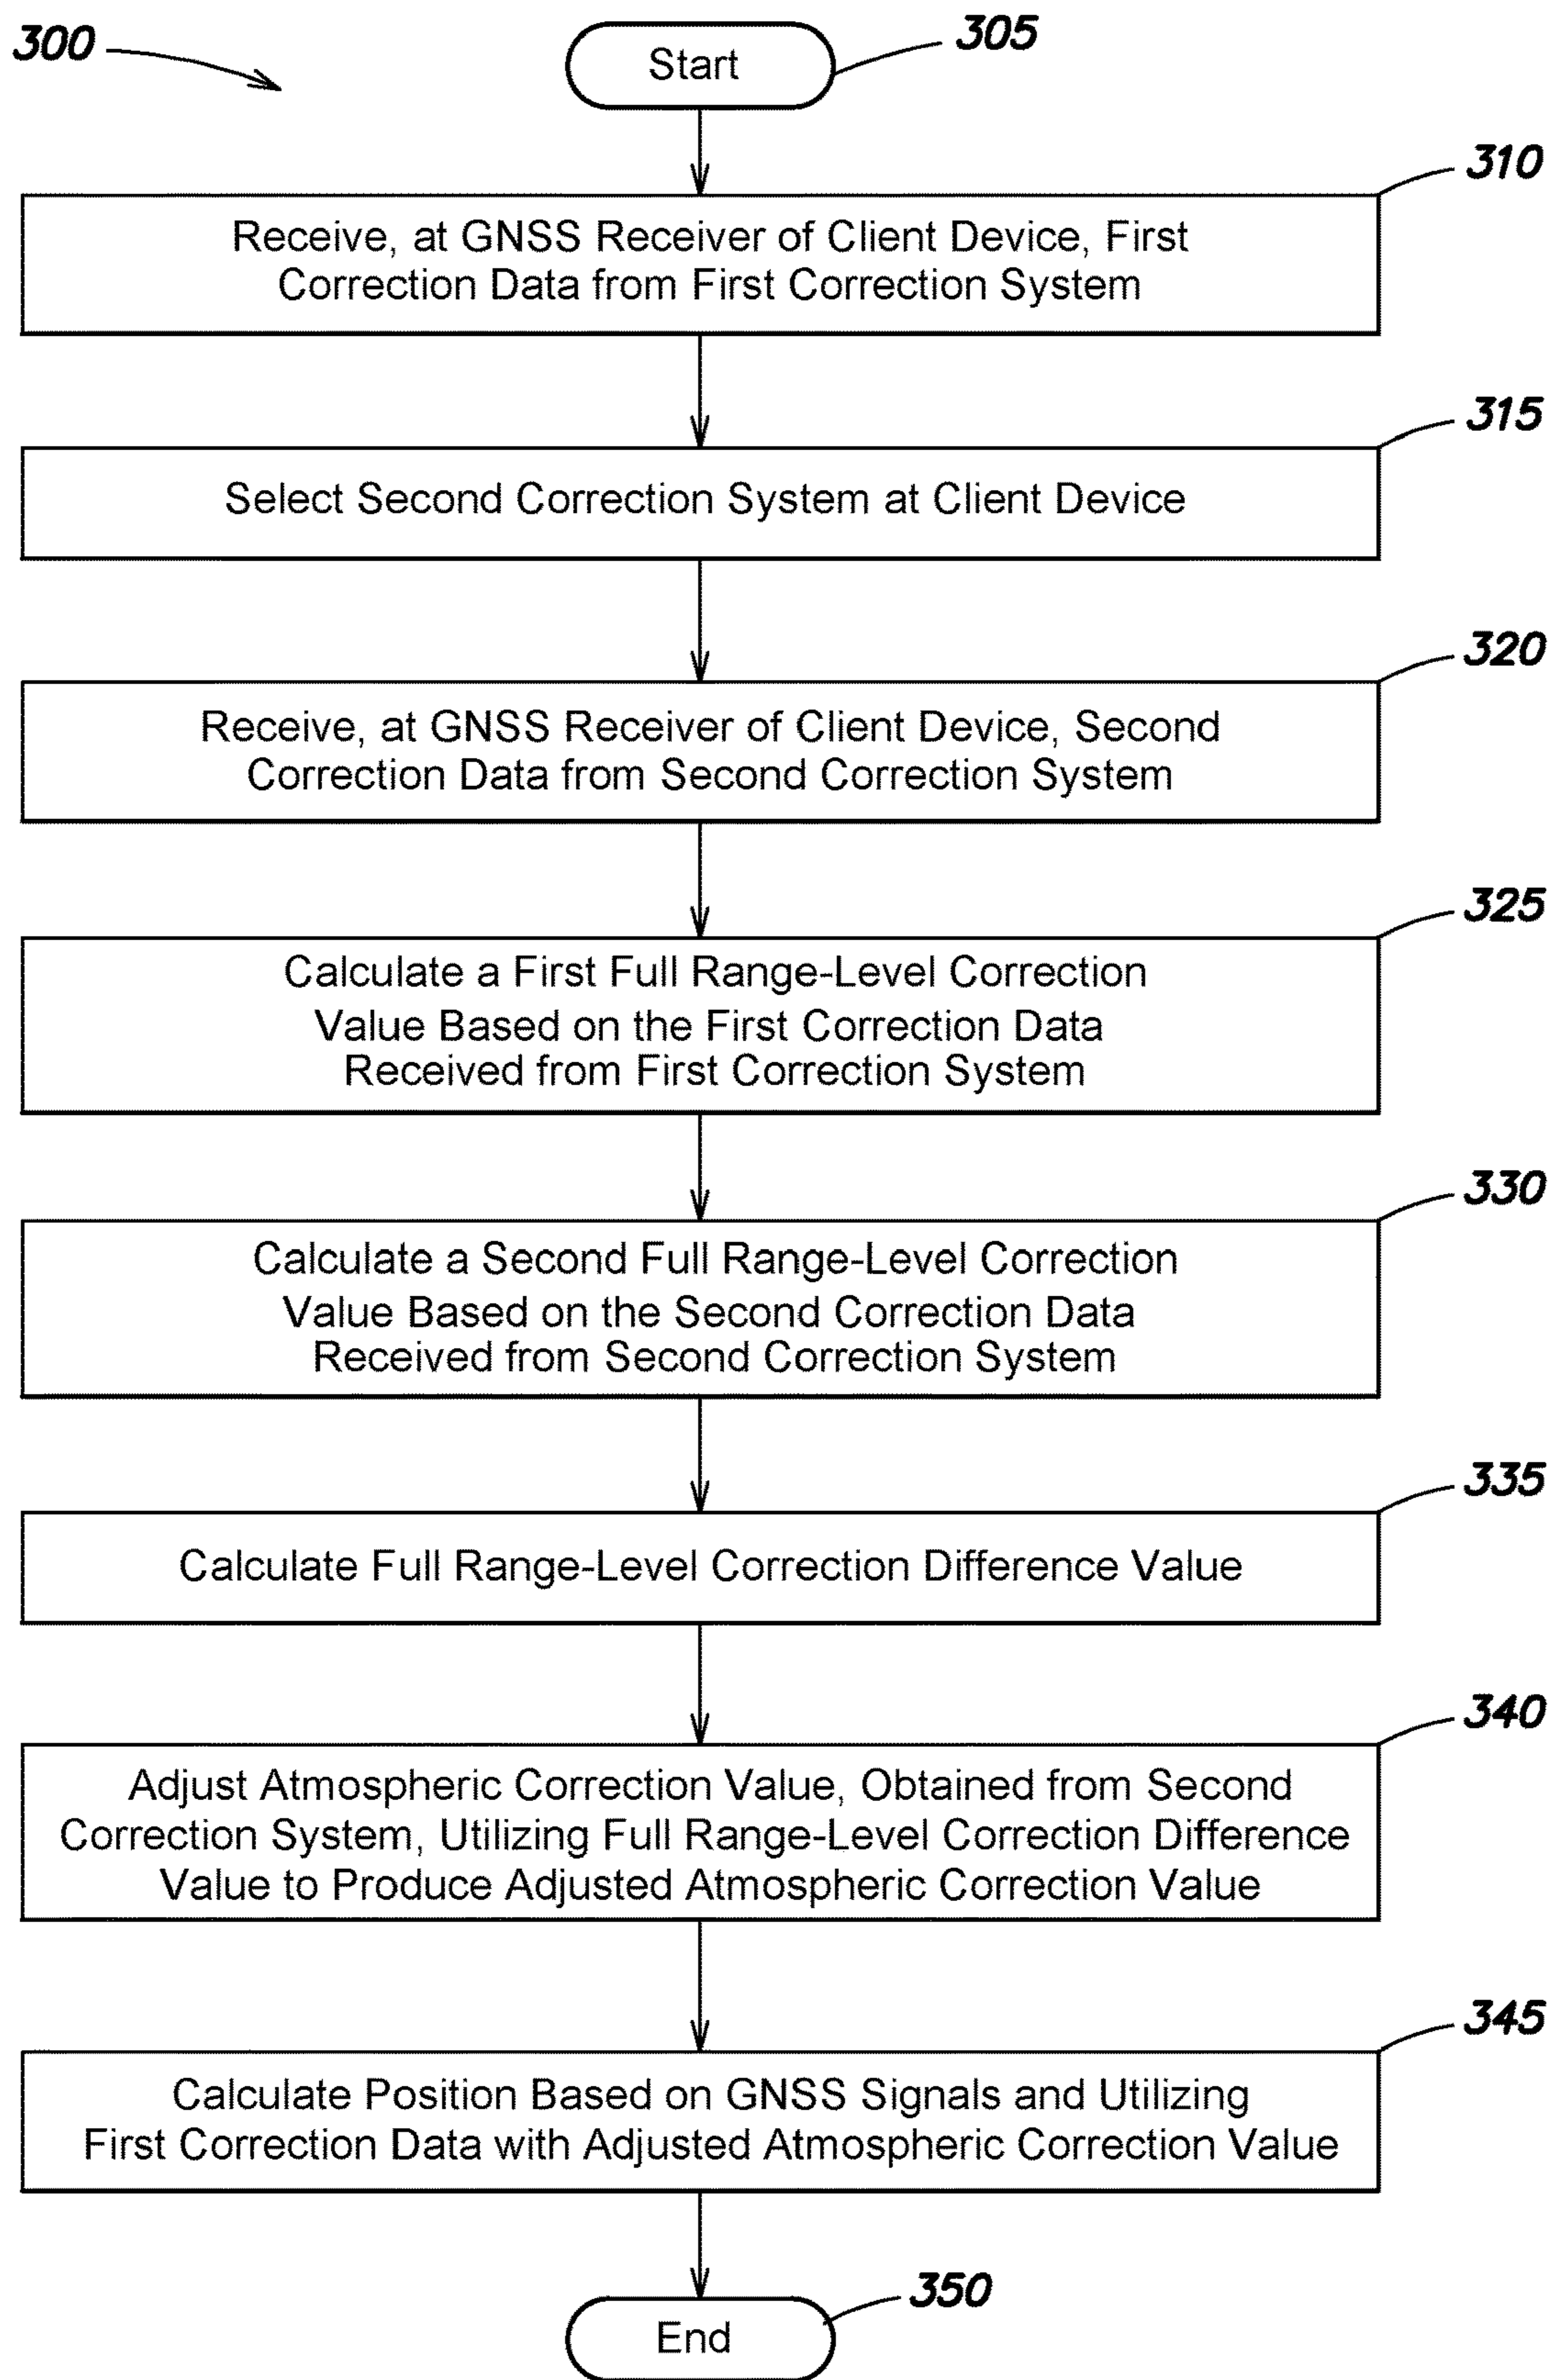 300
Start
305
310
Receive, at GNSS Receiver of Client Device, First
Correction Data from First Correction System
315
Select Second Correction System at Client Device
320
Receive, at GNSS Receiver of Client Device, Second
Correction Data from Second Correction System
325
Calculate a First Full Range-Level Correction
Value Based on the First Correction Data
Received from First Correction System
330
Calculate a Second Full Range-Level Correction
Value Based on the Second Correction Data
Received from Second Correction System
335
Calculate Full Range-Level Correction Difference Value
340
Adjust Atmospheric Correction Value, Obtained from Second
Correction System, Utilizing Full Range-Level Correction Difference
Value to Produce Adjusted Atmospheric Correction Value
345
Calculate Position Based on GNSS Signals and Utilizing
First Correction Data with Adjusted Atmospheric Correction Value
350
End